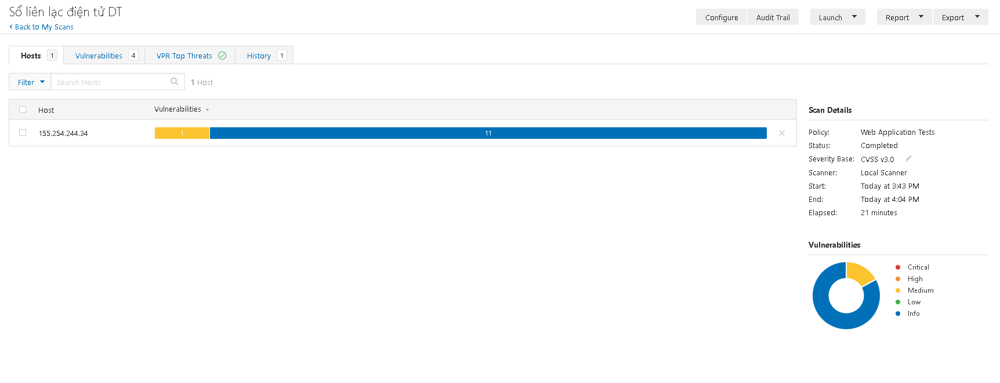 Sổ liên lạc điện tử DT
Back to My Scans
Configure Audit Trail Launch Report Export
Hosts 1 Vulnerabilities 4 VPR Top Threats History 1
Filter Search Hosts 1 Host
Host Vulnerabilities
155.254.244.34 1 11
Scan Details
Policy: Web Application Tests
Status: Completed
Severity Base: CVSS v3.0
Scanner: Local Scanner
Start: Today at 3:43 PM
End: Today at 4:04 PM
Elapsed: 21 minutes
Vulnerabilities
Critical
High
Medium
Low
Info